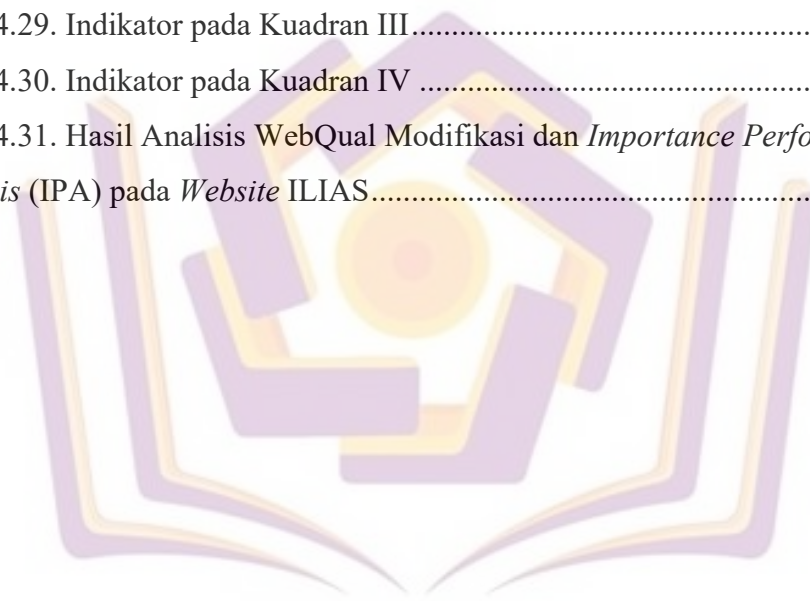 4.29. Indikator pada Kuadran III.......................................................
4.30. Indikator pada Kuadran IV ......................................................
4.31. Hasil Analisis WebQual Modifikasi dan Importance Perfo
is (IPA) pada Website ILIAS............................................................